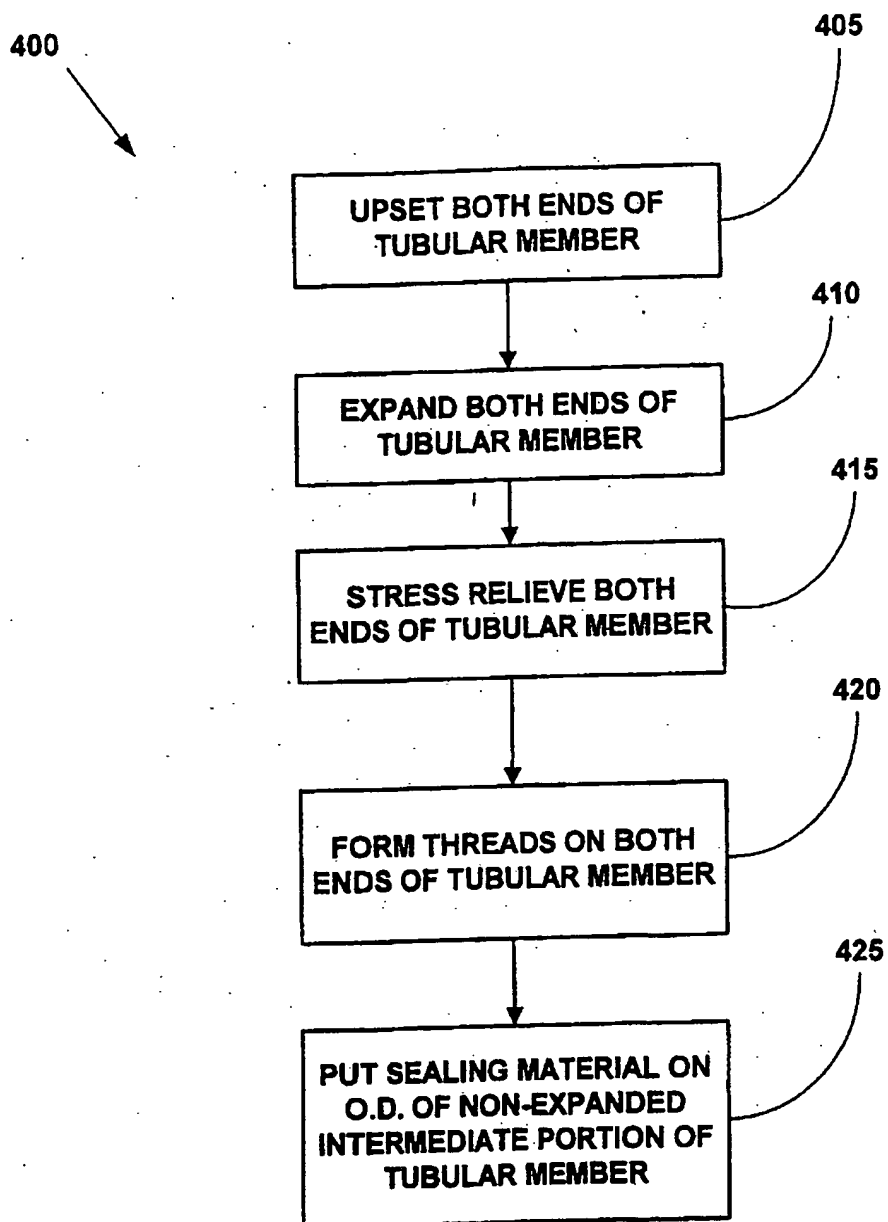 400
405
UPSET BOTH ENDS OF
TUBULAR MEMBER
410
EXPAND BOTH ENDS OF
TUBULAR MEMBER
415
STRESS RELIEVE BOTH
ENDS OF TUBULAR MEMBER
420
FORM THREADS ON BOTH
ENDS OF TUBULAR MEMBER
425
PUT SEALING MATERIAL ON
O.D. OF NON-EXPANDED
INTERMEDIATE PORTION OF
TUBULAR MEMBER